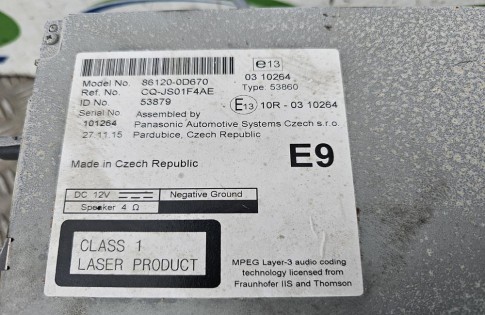 e13
Model No. 86120-0D670 03 10264
Ref. No. CQ-JS01F4AE Type. 53860
ID No 53879
E13 10R - 03 10264
Serial No Assembled by
101264 Panasonic Automotive Systems Czech s.r.o.
27.11.15 Pardubice, Czech Republic
Made in Czech Republic
E9
DC 12V Negative Ground
Speaker 4 Ω
CLASS 1
LASER PRODUCT
MPEG Layer-3 audio coding
technology licensed from
Fraunhofer IIS and Thomson